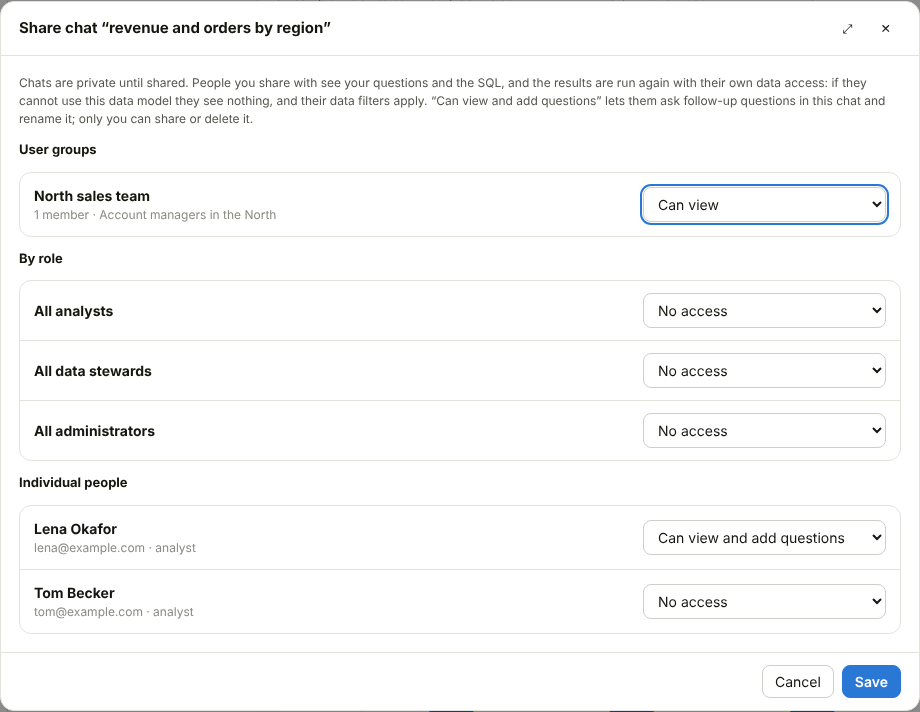 Share chat “revenue and orders by region”
Chats are private until shared. People you share with see your questions and the SQL, and the results are run again with their own data access: if they
cannot use this data model they see nothing, and their data filters apply. “Can view and add questions” lets them ask follow-up questions in this chat and
rename it; only you can share or delete it.
User groups
North sales team
1 member · Account managers in the North
Can view
By role
All analysts
No access
All data stewards
No access
All administrators
No access
Individual people
Lena Okafor
lena@example.com · analyst
Can view and add questions
Tom Becker
tom@example.com · analyst
No access
Cancel
Save